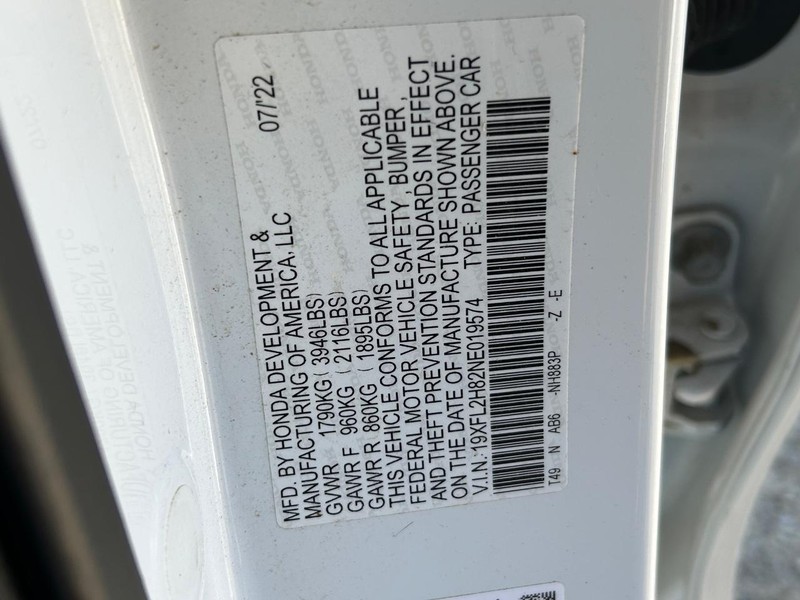 MFD. BY HONDA DEVELOPMENT & 07/'22
MANUFACTURING OF AMERICA, LLC
GVWR 1790KG (3946LBS)
GAWR F 960KG (2116LBS)
GAWR R 860KG (1895LBS)
THIS VEHICLE CONFORMS TO ALL APPLICABLE
FEDERAL MOTOR VEHICLE SAFETY, BUMPER,
AND THEFT PREVENTION STANDARDS IN EFFECT
ON THE DATE OF MANUFACTURE SHOWN ABOVE.
V.I.N.:19XFL2H82NE019574 TYPE: PASSENGER CAR
T49 N AB6 -NH883P -Z -E